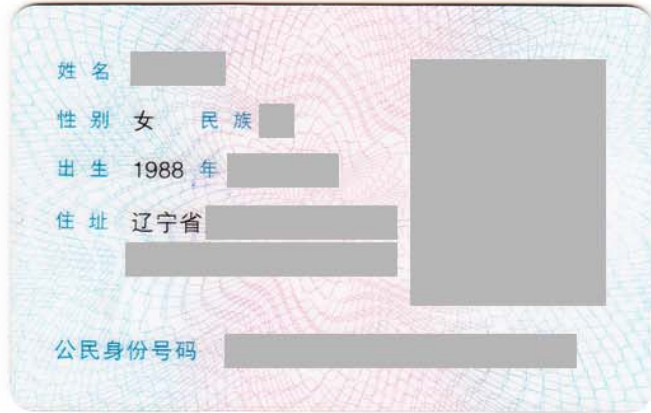 姓名
性别 女 民族
出生 1988 年
住址 辽宁省
公民身份号码